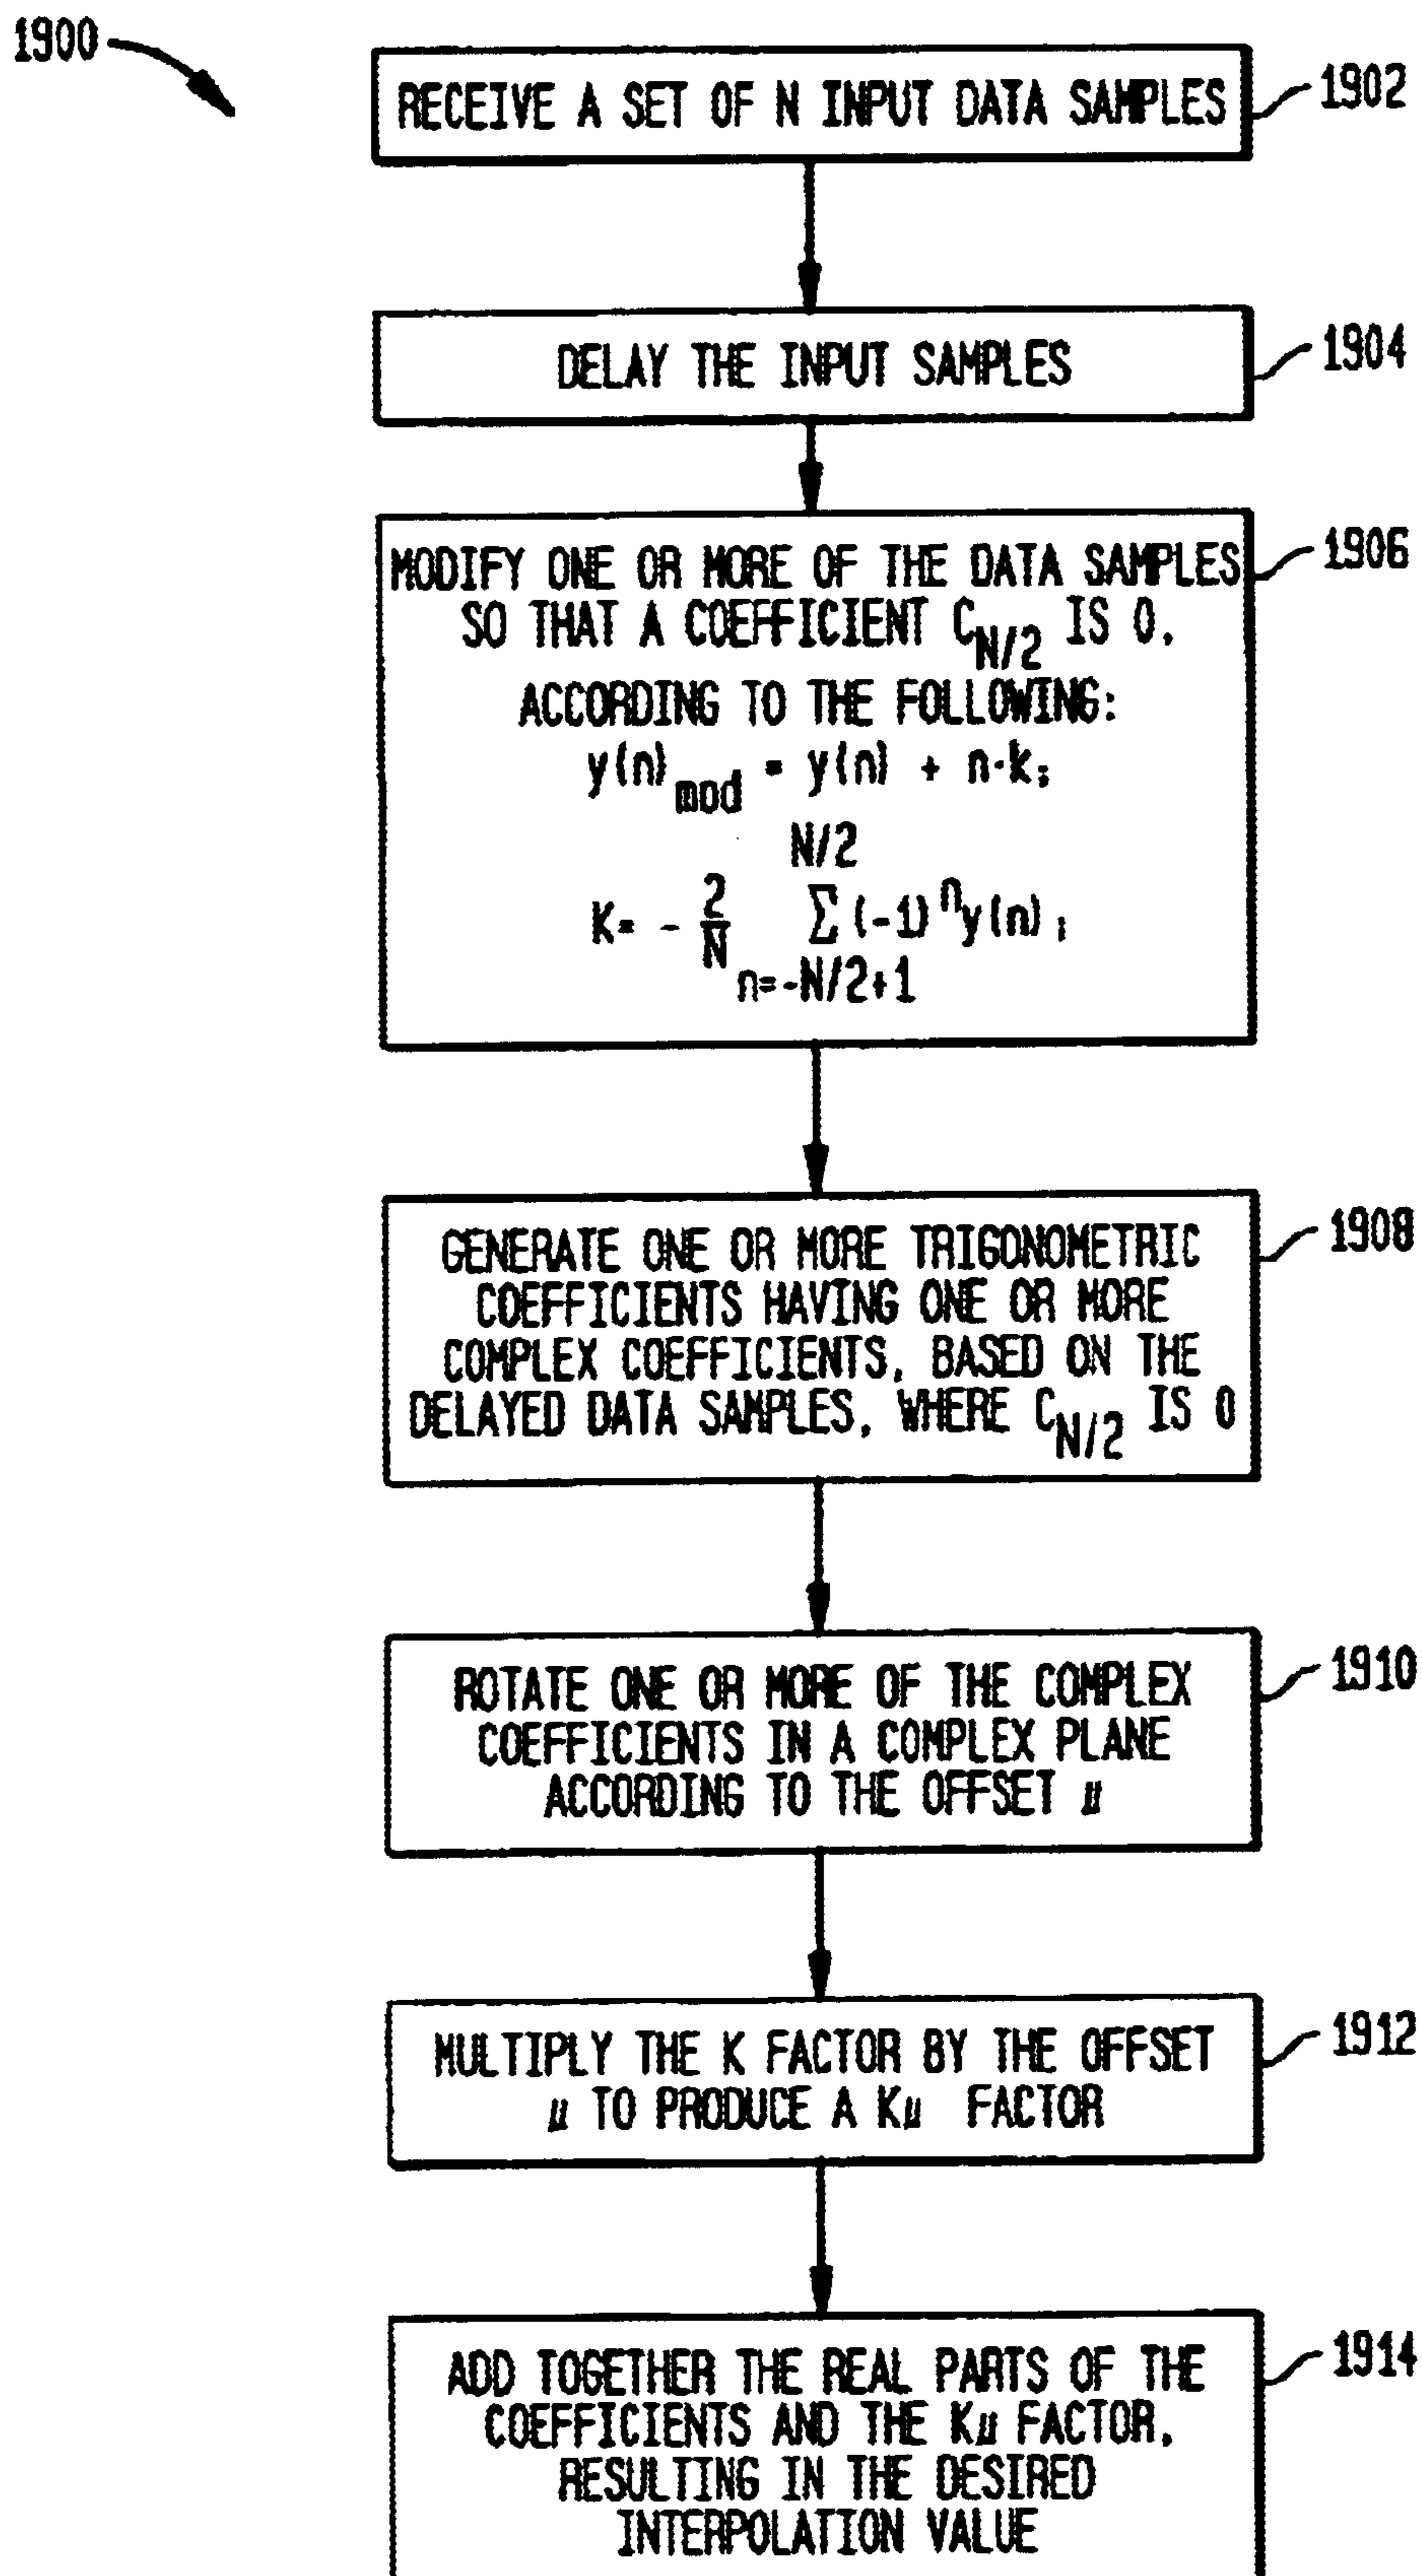 1900
RECEIVE A SET OF N INPUT DATA SAMPLES
1902
DELAY THE INPUT SAMPLES
1904
MODIFY ONE OR MORE OF THE DATA SAMPLES
SO THAT A COEFFICIENT C_{N/2} IS 0,
ACCORDING TO THE FOLLOWING:
y(n)_{mod} = y(n) + n·k;
N/2
K= - 2/N Σ (-1)^n y(n);
n=-N/2+1
1906
GENERATE ONE OR MORE TRIGONOMETRIC
COEFFICIENTS HAVING ONE OR MORE
COMPLEX COEFFICIENTS, BASED ON THE
DELAYED DATA SAMPLES, WHERE C_{N/2} IS 0
1908
ROTATE ONE OR MORE OF THE COMPLEX
COEFFICIENTS IN A COMPLEX PLANE
ACCORDING TO THE OFFSET μ
1910
MULTIPLY THE K FACTOR BY THE OFFSET
μ TO PRODUCE A Kμ FACTOR
1912
ADD TOGETHER THE REAL PARTS OF THE
COEFFICIENTS AND THE Kμ FACTOR,
RESULTING IN THE DESIRED
INTERPOLATION VALUE
1914